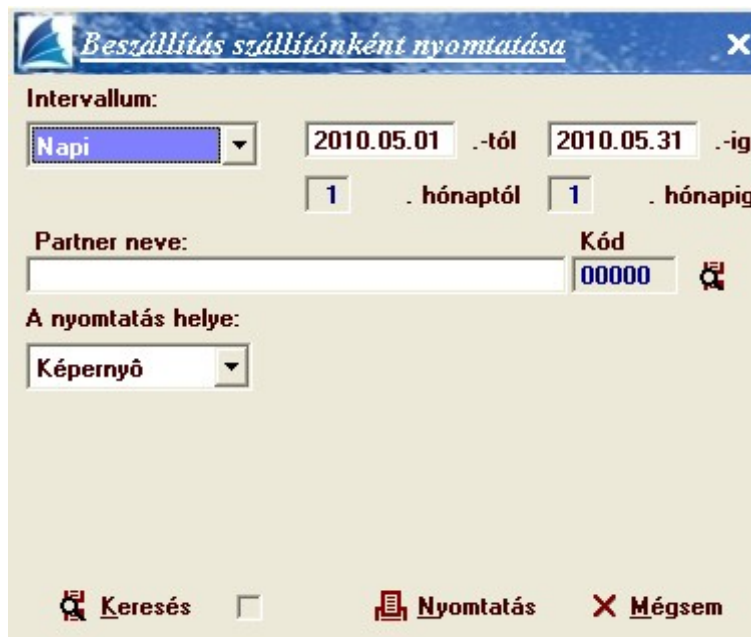 Beszállítás szállítónként nyomtatása
Intervallum:
Napi 2010.05.01 .-tól 2010.05.31 .-ig
1 . hónaptól 1 . hónapig
Partner neve: Kód
00000
A nyomtatás helye:
Képernyô
Keresés Nyomtatás Mégsem